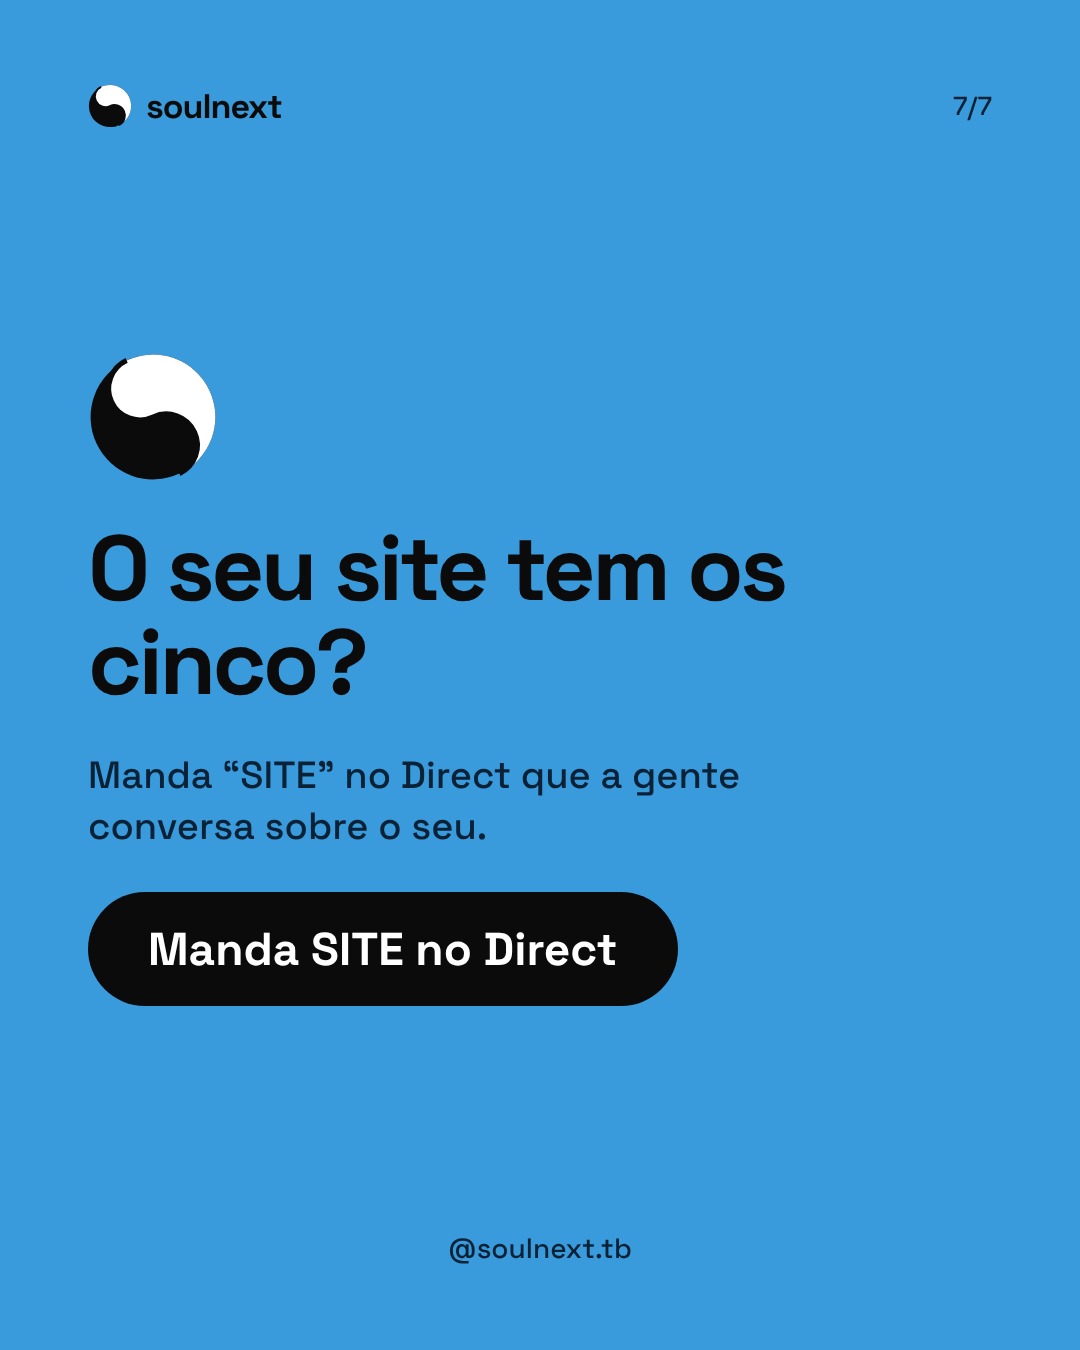 soulnext
7/7
O seu site tem os
cinco?
Manda “SITE” no Direct que a gente
conversa sobre o seu.
Manda SITE no Direct
@soulnext.tb